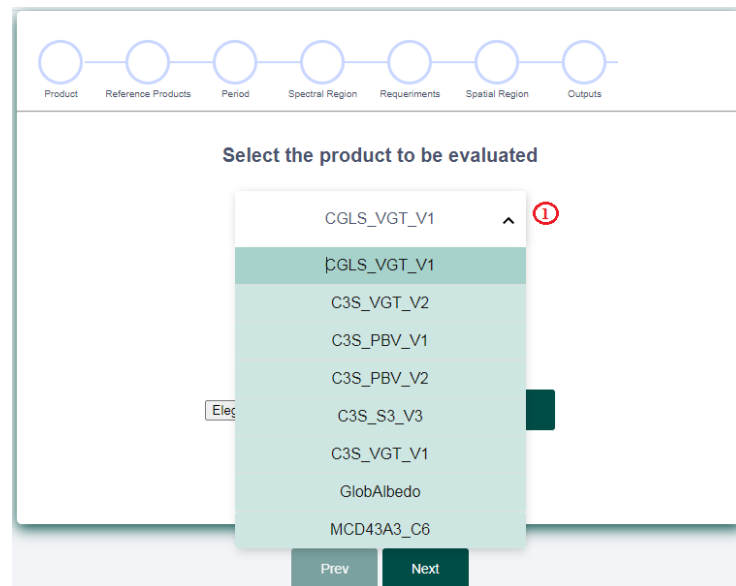 Product Reference Products Period Spectral Region Requeriments Spatial Region Outputs
Select the product to be evaluated
CGLS_VGT_V1 1
CGLS_VGT_V1
C3S_VGT_V2
C3S_PBV_V1
C3S_PBV_V2
Eleg
C3S_S3_V3
C3S_VGT_V1
GlobAlbedo
MCD43A3_C6
Prev Next